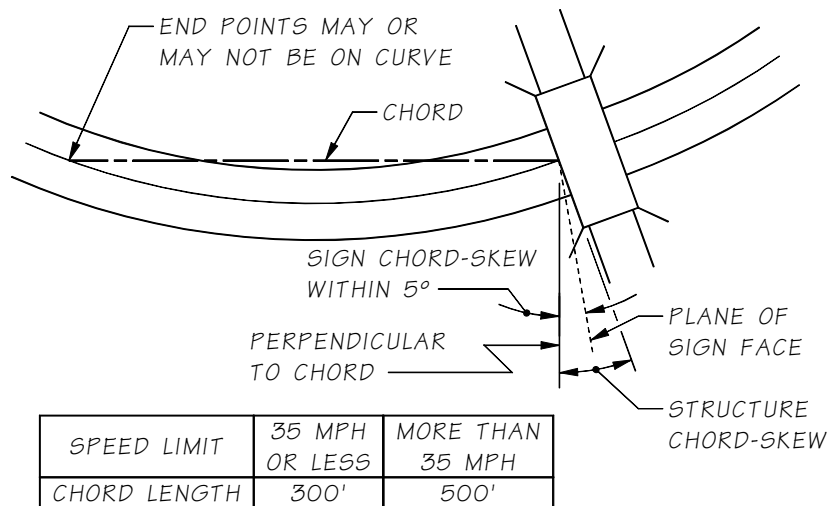 END POINTS MAY OR
MAY NOT BE ON CURVE
CHORD
SIGN CHORD-SKEW
WITHIN 5°
PERPENDICULAR
TO CHORD
PLANE OF
SIGN FACE
STRUCTURE
CHORD-SKEW
SPEED LIMIT
35 MPH
OR LESS
MORE THAN
35 MPH
CHORD LENGTH
300'
500'